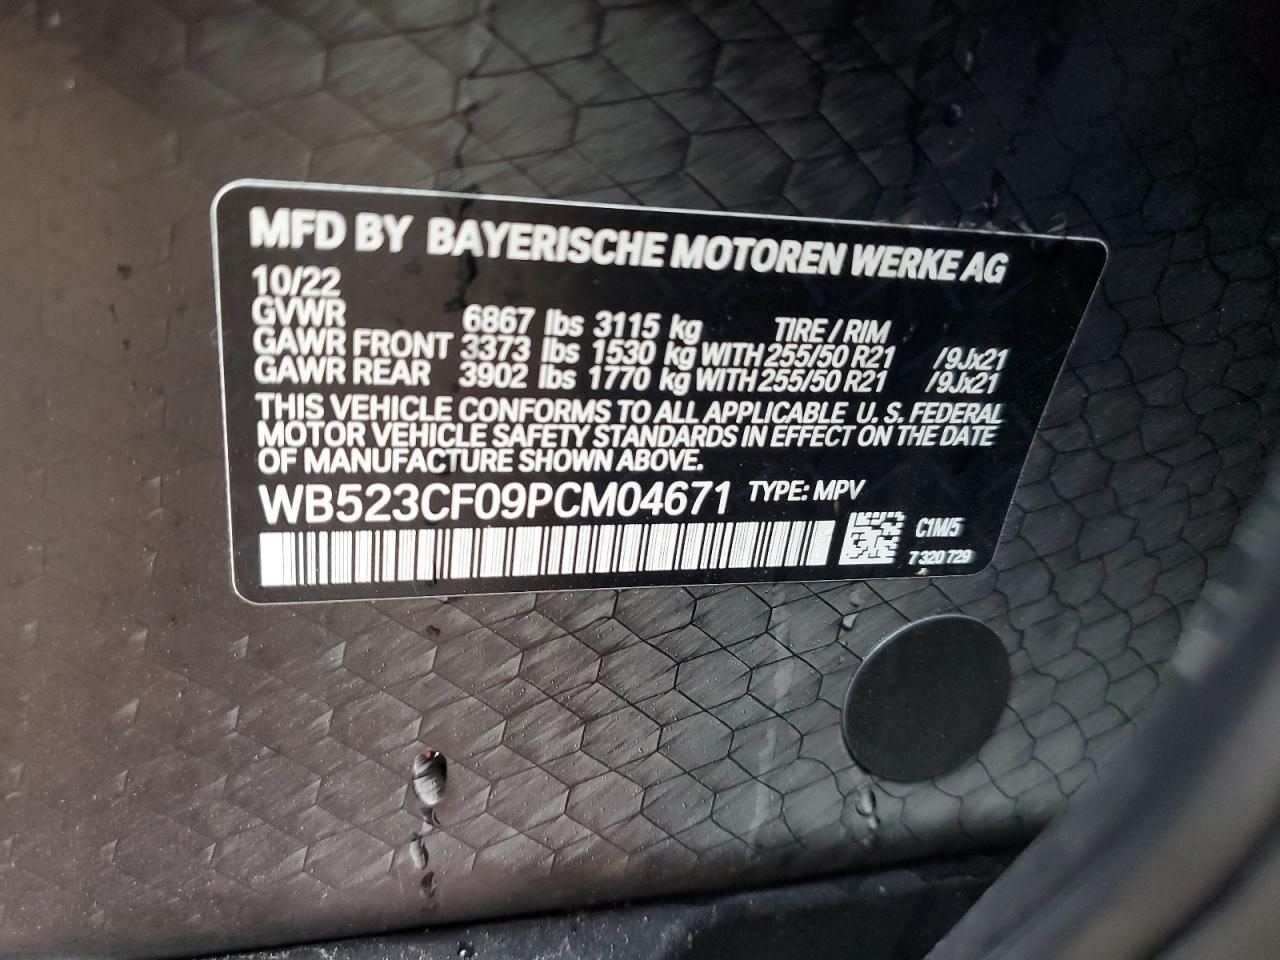 MFD BY BAYERISCHE MOTOREN WERKE AG
10/22
GVWR 6867 lbs 3115 kg TIRE / RIM
GAWR FRONT 3373 lbs 1530 kg WITH 255/50 R21 /9Jx21
GAWR REAR 3902 lbs 1770 kg WITH 255/50 R21 /9Jx21
THIS VEHICLE CONFORMS TO ALL APPLICABLE U. S. FEDERAL
MOTOR VEHICLE SAFETY STANDARDS IN EFFECT ON THE DATE
OF MANUFACTURE SHOWN ABOVE.
WB523CF09PCM04671 TYPE: MPV
C1M/5
7 320 729